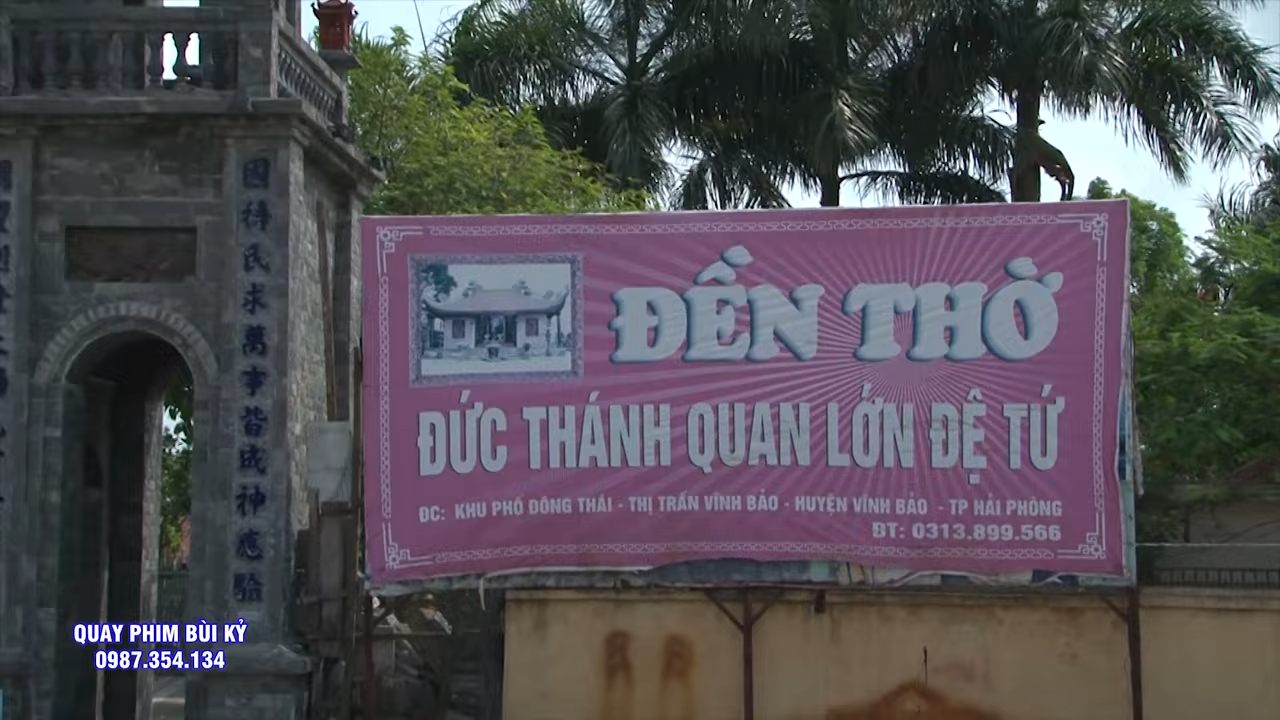 國禱民求萬事皆成神應驗
ĐỀN THỜ
ĐỨC THÁNH QUAN LỚN ĐỆ TỨ
ĐC: KHU PHỐ ĐÔNG THÁI - THỊ TRẤN VĨNH BẢO - HUYỆN VĨNH BẢO - TP HẢI PHÒNG
ĐT: 0313.899.566
QUAY PHIM BÙI KỶ
0987.354.134